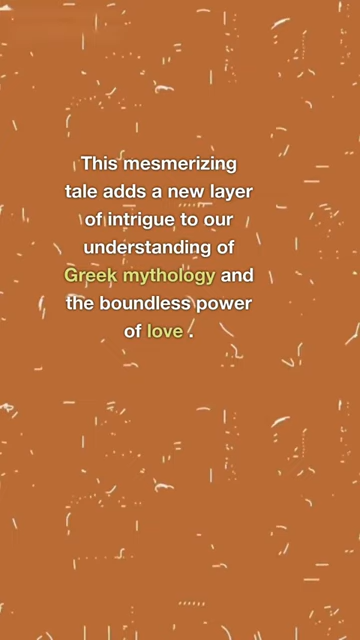 This mesmerizing
tale adds a new layer
of intrigue to our
understanding of
Greek mythology and
the boundless power
of love .